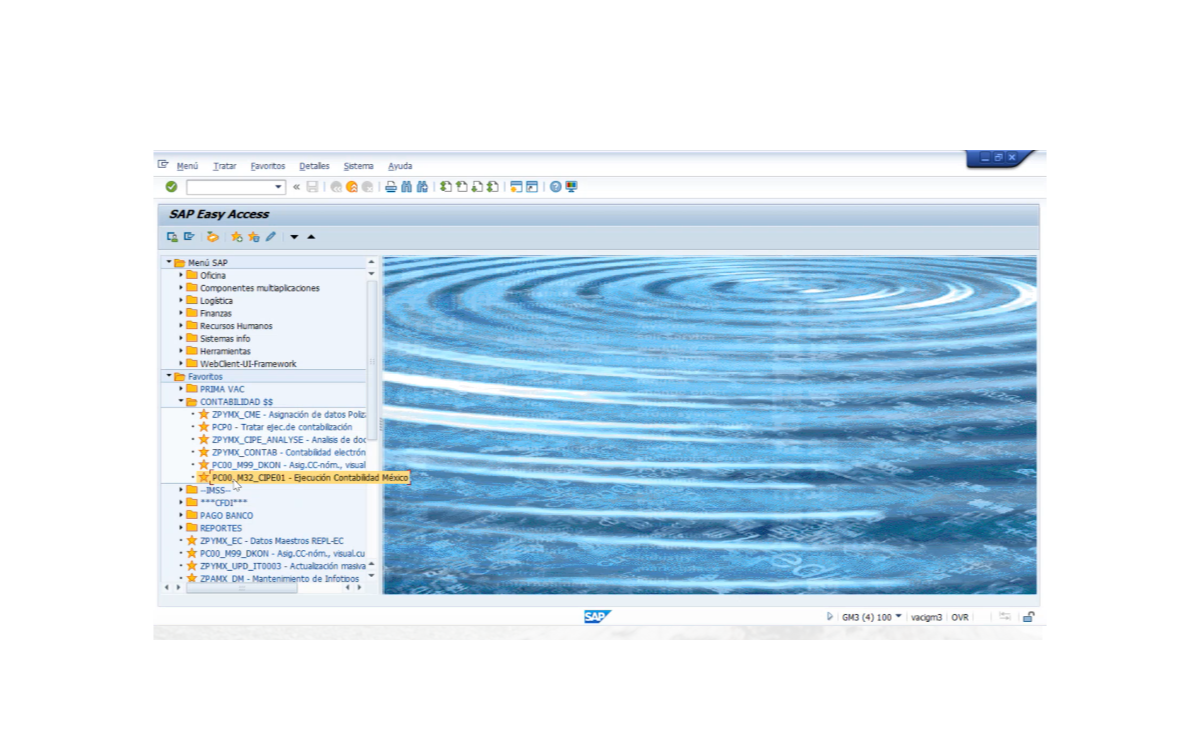 Menú Tratar Favoritos Detalles Sistema Ayuda
SAP Easy Access
Menú SAP
Oficina
Componentes multiaplicaciones
Logística
Finanzas
Recursos Humanos
Sistemas info
Herramientas
WebClient-UI-Framework
Favoritos
PRIMA VAC
CONTABILIDAD $$
ZPYMX_CME - Asignación de datos Poliz
PCP0 - Tratar ejec.de contabilización
ZPYMX_CIPE_ANALYSE - Analisis de doc
ZPYMX_CONTAB - Contabilidad electrón
PC00_M99_DKON - Asig.CC-nóm., visual
PC00_M32_CIPE01 - Ejecución Contabilidad México
--IMSS--
***CFDI***
PAGO BANCO
REPORTES
ZPYMX_EC - Datos Maestros REPL-EC
PC00_M99_DKON - Asig.CC-nóm., visual.cu
ZPYMX_UPD_IT0003 - Actualización masiva
ZPAMX_DM - Mantenimiento de Infotipos
SAP
GM3 (4) 100 vacigm3 OVR